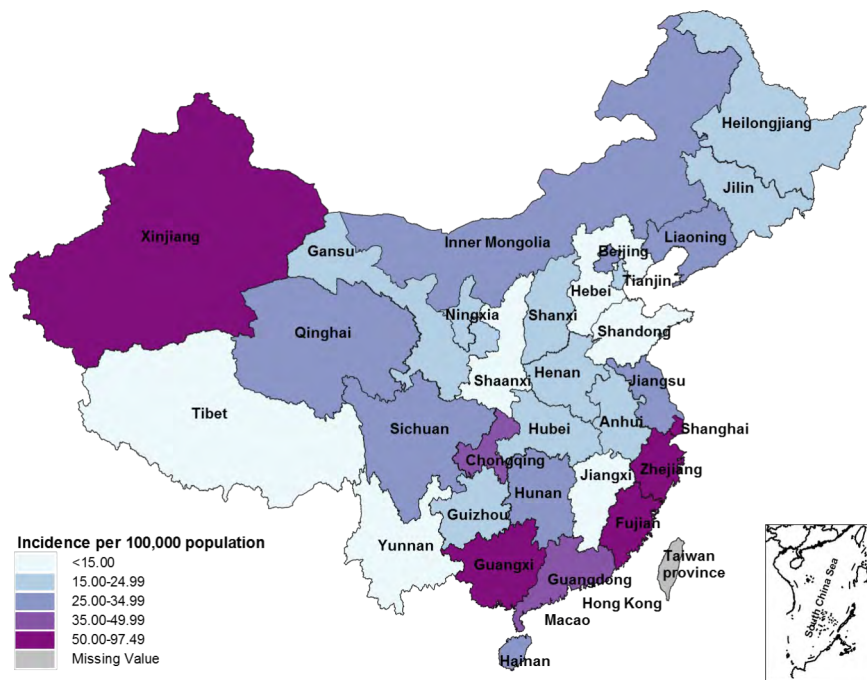 Heilongjiang
Jilin
Xinjiang
Gansu
Inner Mongolia
Beijing
Liaoning
Tianjin
Hebei
Ningxia
Shanxi
Shandong
Qinghai
Shaanxi
Henan
Jiangsu
Tibet
Sichuan
Hubei
Anhui
Shanghai
Chongqing
Jiangxi
Zhejiang
Hunan
Guizhou
Fujian
Yunnan
Guangxi
Guangdong
Taiwan
province
Hong Kong
Macao
Hainan
South China Sea
Incidence per 100,000 population
<15.00
15.00-24.99
25.00-34.99
35.00-49.99
50.00-97.49
Missing Value